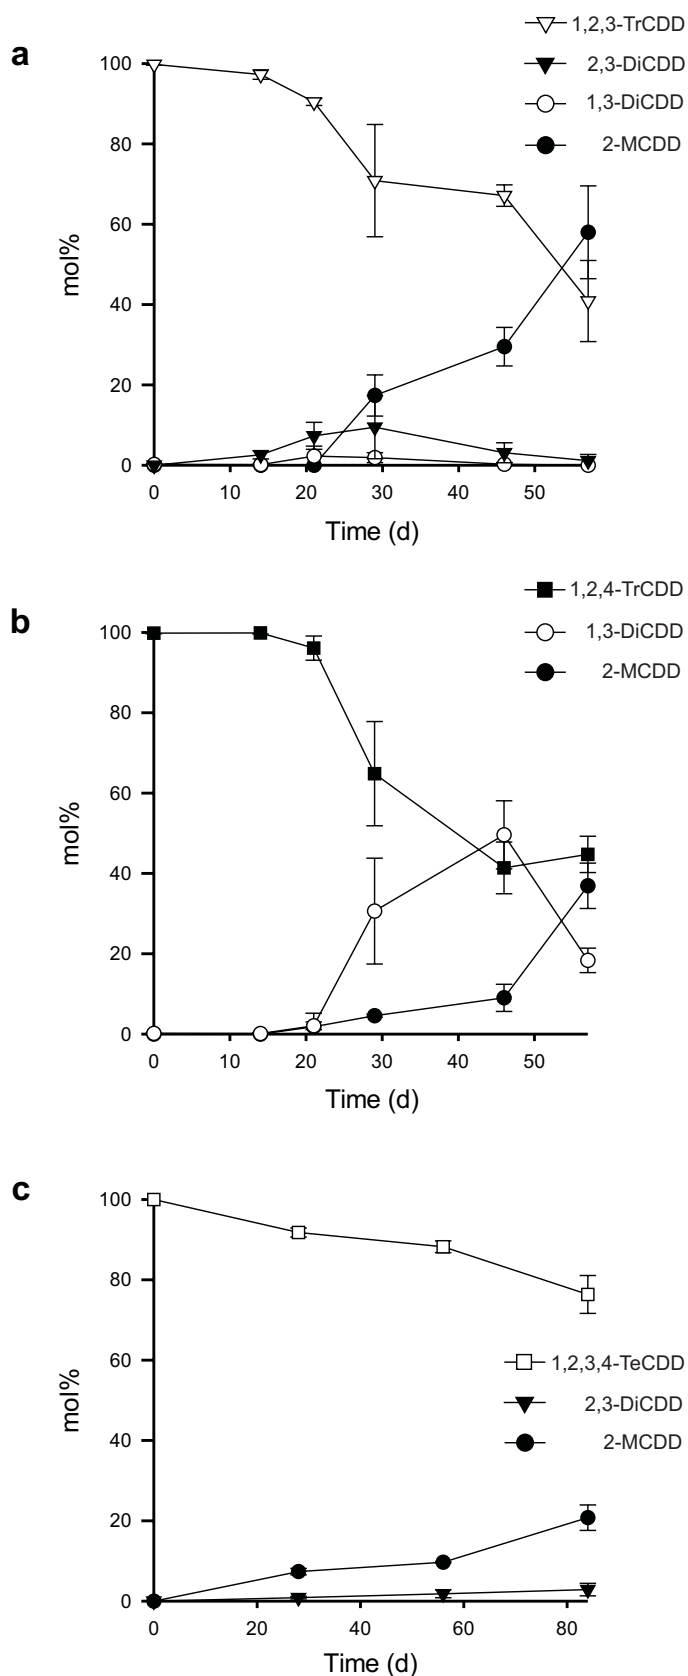 a
1,2,3-TrCDD
2,3-DiCDD
1,3-DiCDD
2-MCDD
100
80
60
40
20
0
mol%
0 10 20 30 40 50
Time (d)
b
1,2,4-TrCDD
1,3-DiCDD
2-MCDD
100
80
60
40
20
0
mol%
0 10 20 30 40 50
Time (d)
c
100
80
60
40
20
0
mol%
1,2,3,4-TeCDD
2,3-DiCDD
2-MCDD
0 20 40 60 80
Time (d)